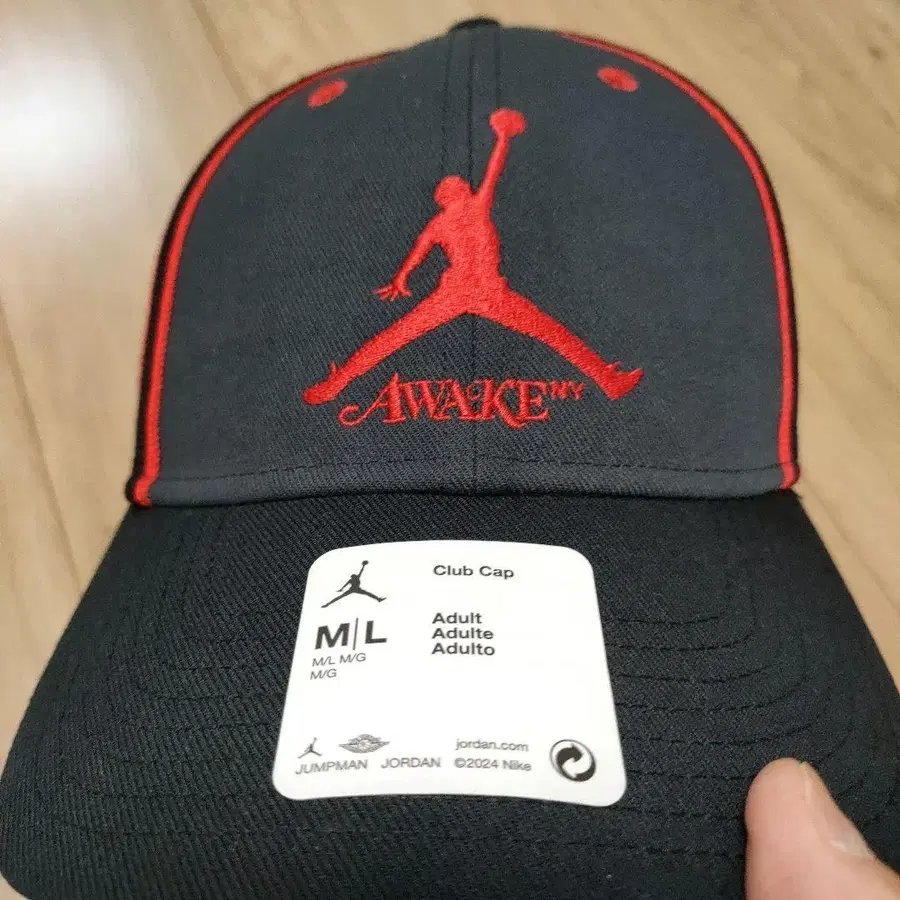 AWAKE NY
Club Cap
M|L
M/L M/G
M/G
Adult
Adulte
Adulto
JUMPMAN JORDAN
jordan.com
©2024 Nike